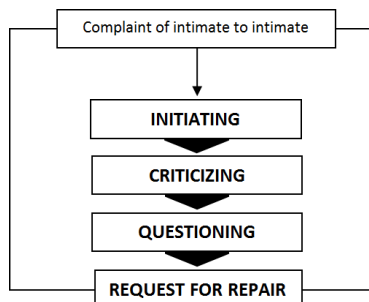 Complaint of intimate to intimate
INITIATING
CRITICIZING
QUESTIONING
REQUEST FOR REPAIR